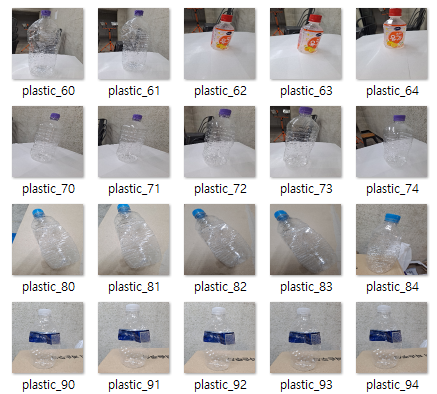 plastic_60 plastic_61 plastic_62 plastic_63 plastic_64
plastic_70 plastic_71 plastic_72 plastic_73 plastic_74
plastic_80 plastic_81 plastic_82 plastic_83 plastic_84
plastic_90 plastic_91 plastic_92 plastic_93 plastic_94